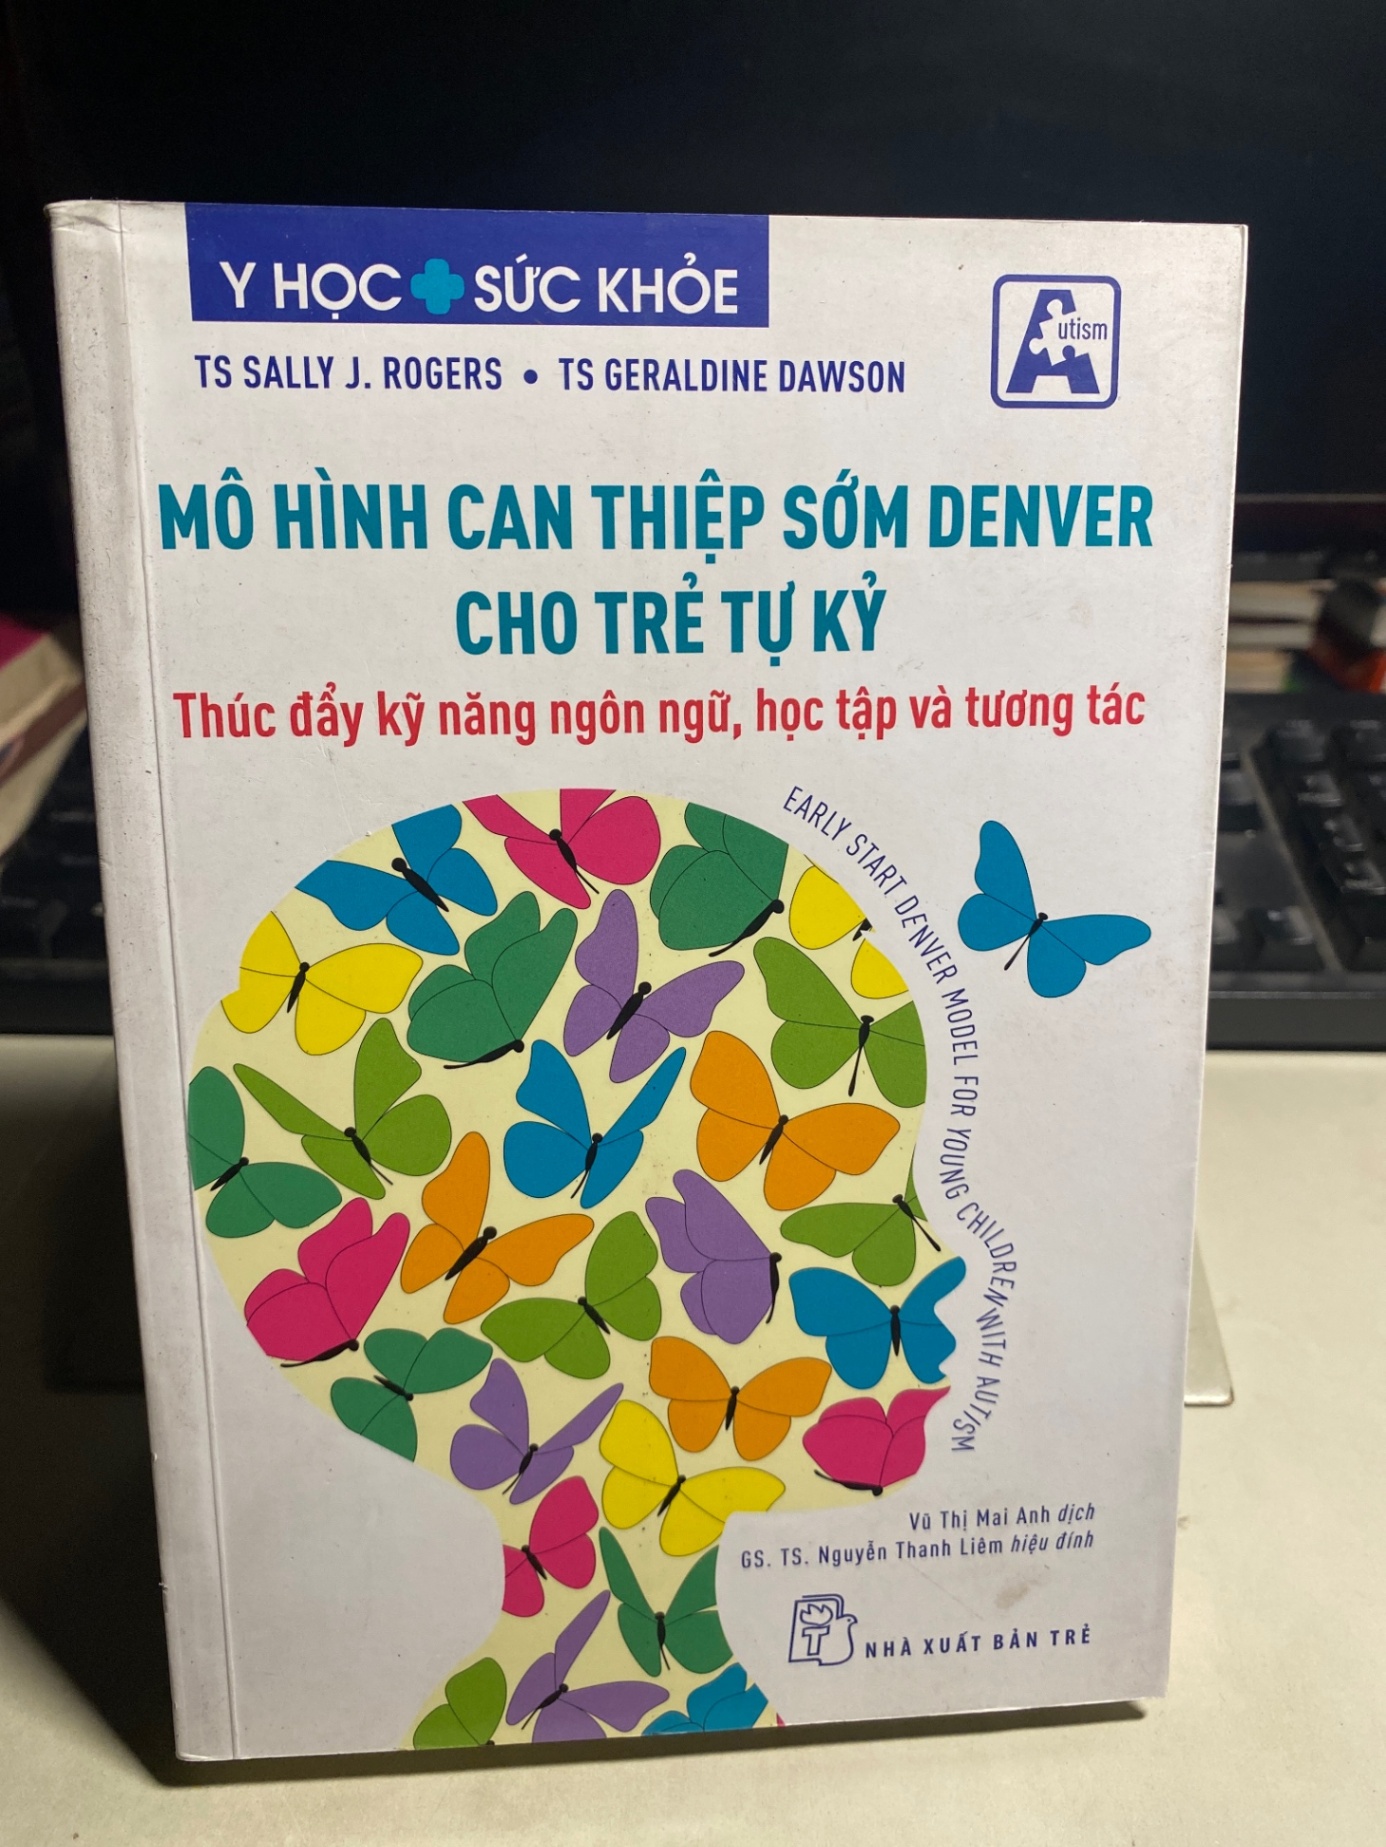 Y HỌC SỨC KHỎE
Autism
TS SALLY J. ROGERS • TS GERALDINE DAWSON
MÔ HÌNH CAN THIỆP SỚM DENVER
CHO TRẺ TỰ KỶ
Thúc đẩy kỹ năng ngôn ngữ, học tập và tương tác
EARLY START DENVER MODEL FOR YOUNG CHILDREN WITH AUTISM
Vũ Thị Mai Anh dịch
GS. TS. Nguyễn Thanh Liêm hiệu đính
T
NHÀ XUẤT BẢN TRẺ